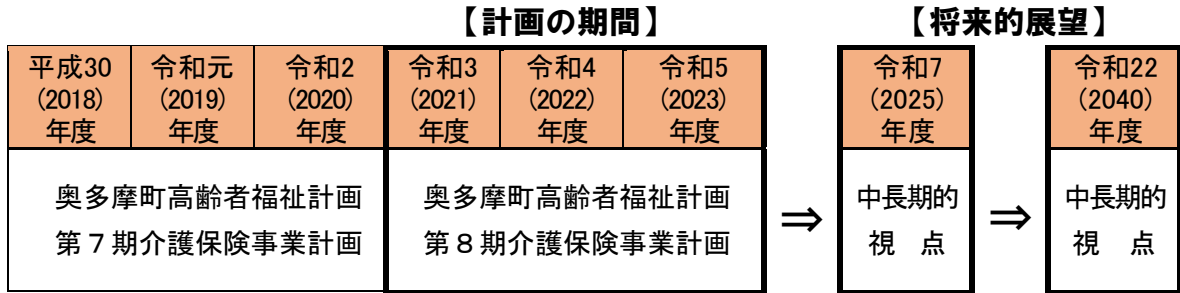 【計画の期間】 【将来的展望】
平成30 令和元 令和2 令和3 令和4 令和5 令和7 令和22
(2018) (2019) (2020) (2021) (2022) (2023) (2025) (2040)
年度 年度 年度 年度 年度 年度 年度 年度
奥多摩町高齢者福祉計画 奥多摩町高齢者福祉計画 中長期的 中長期的
第7期介護保険事業計画 第8期介護保険事業計画 ⇒ 視 点 ⇒ 視 点